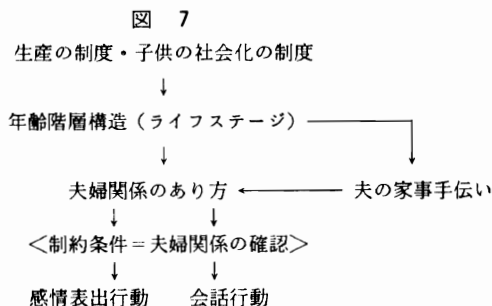 図 7
生産の制度・子供の社会化の制度
↓
年齢階層構造（ライフステージ）
↓
夫婦関係のあり方 ← 夫の家事手伝い
↓ ↓
＜制約条件＝夫婦関係の確認＞
↓ ↓
感情表出行動 会話行動